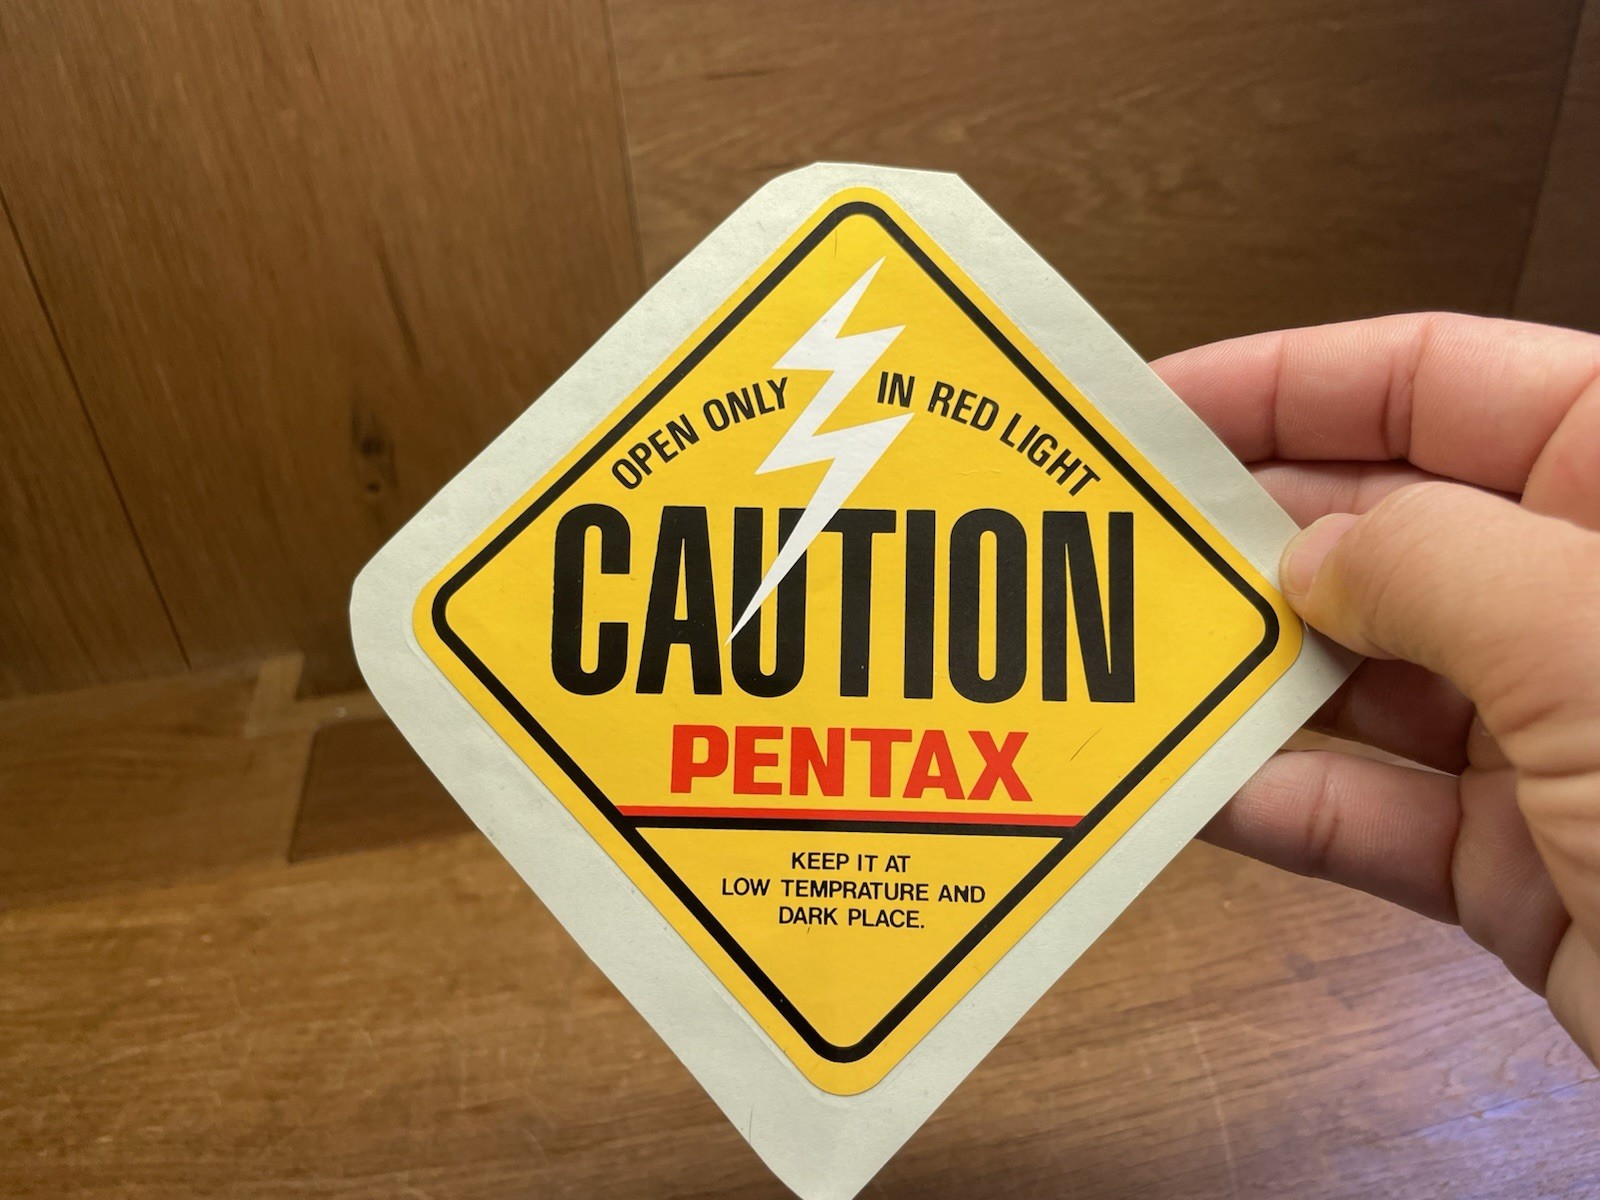 OPEN ONLY IN RED LIGHT
CAUTION
PENTAX
KEEP IT AT
LOW TEMPRATURE AND
DARK PLACE.